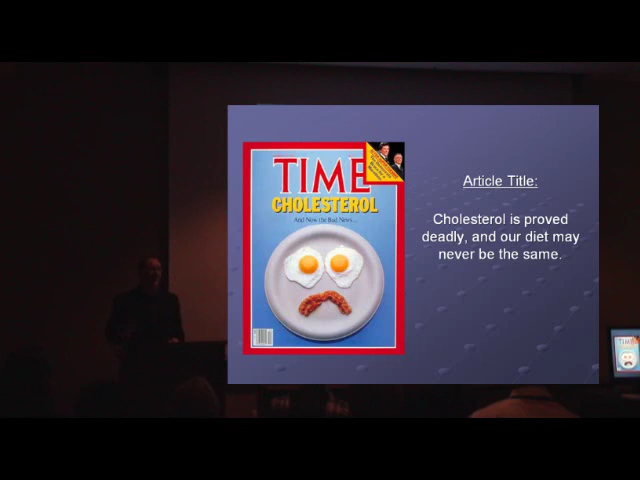 TIME
CHOLESTEROL
And Now the Bad News...
Article Title:
Cholesterol is proved
deadly, and our diet may
never be the same.
TIME